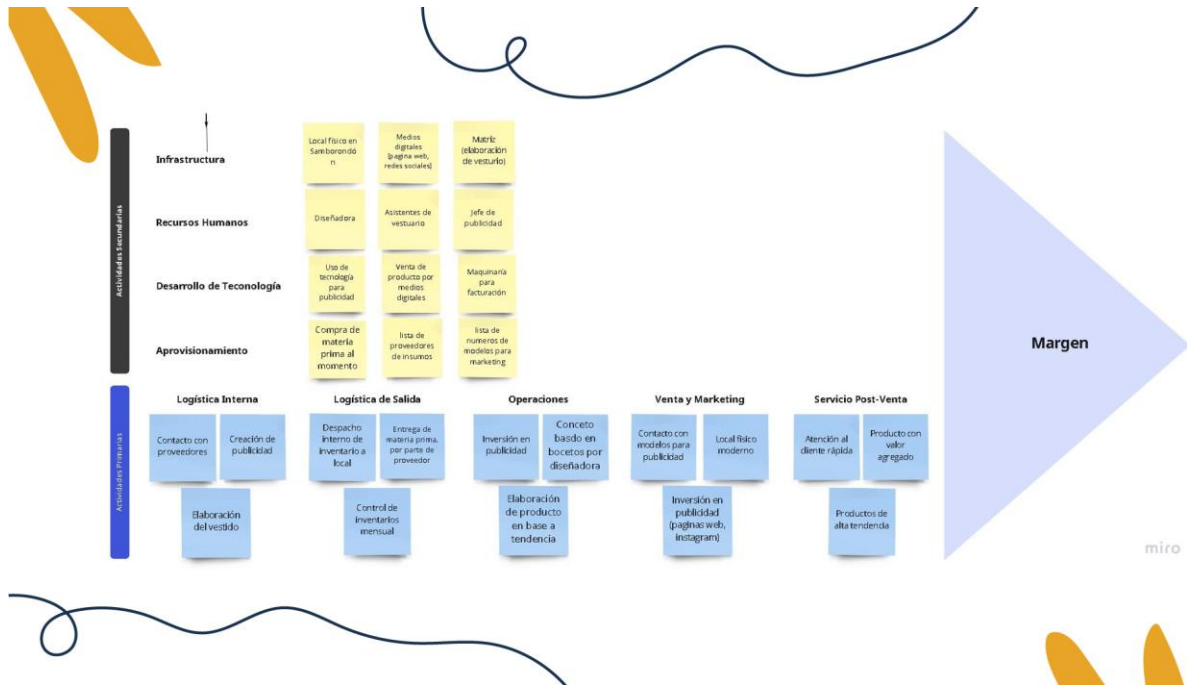 Actividades Secundarias
Infrastructura
Local físico en
Samborondó
n
Medios
digitales
(pagina web,
redes sociales)
Matríz
(elaboración
de vesturio)
Recursos Humanos
Diseñadora
Asistentes de
vestuario
Jefe de
publicidad
Desarrollo de Teconología
Uso de
tecnología
para
publicidad
Venta de
producto por
medios
digitales
Maquinaría
para
facturación
Aprovisionamiento
Compra de
materia
prima al
momento
lista de
proveedores
de insumos
lista de
numeros de
modelos para
marketing
Margen
Actividades Primarias
Logística Interna
Contacto con
proveedores
Creación de
publicidad
Elaboración
del vestido
Logística de Salida
Despacho
interno de
inventario a
local
Entrega de
materia prima,
por parte de
proveedor
Control de
inventarios
mensual
Operaciones
Inversión en
publicidad
Conceto
basdo en
bocetos por
diseñadora
Elaboración
de producto
en base a
tendencia
Venta y Marketing
Contacto con
modelos para
publicidad
Local físico
moderno
Inversión en
publicidad
(paginas web,
instagram)
Servicio Post-Venta
Atención al
cliente rápida
Producto con
valor
agregado
Productos de
alta tendencia
miro